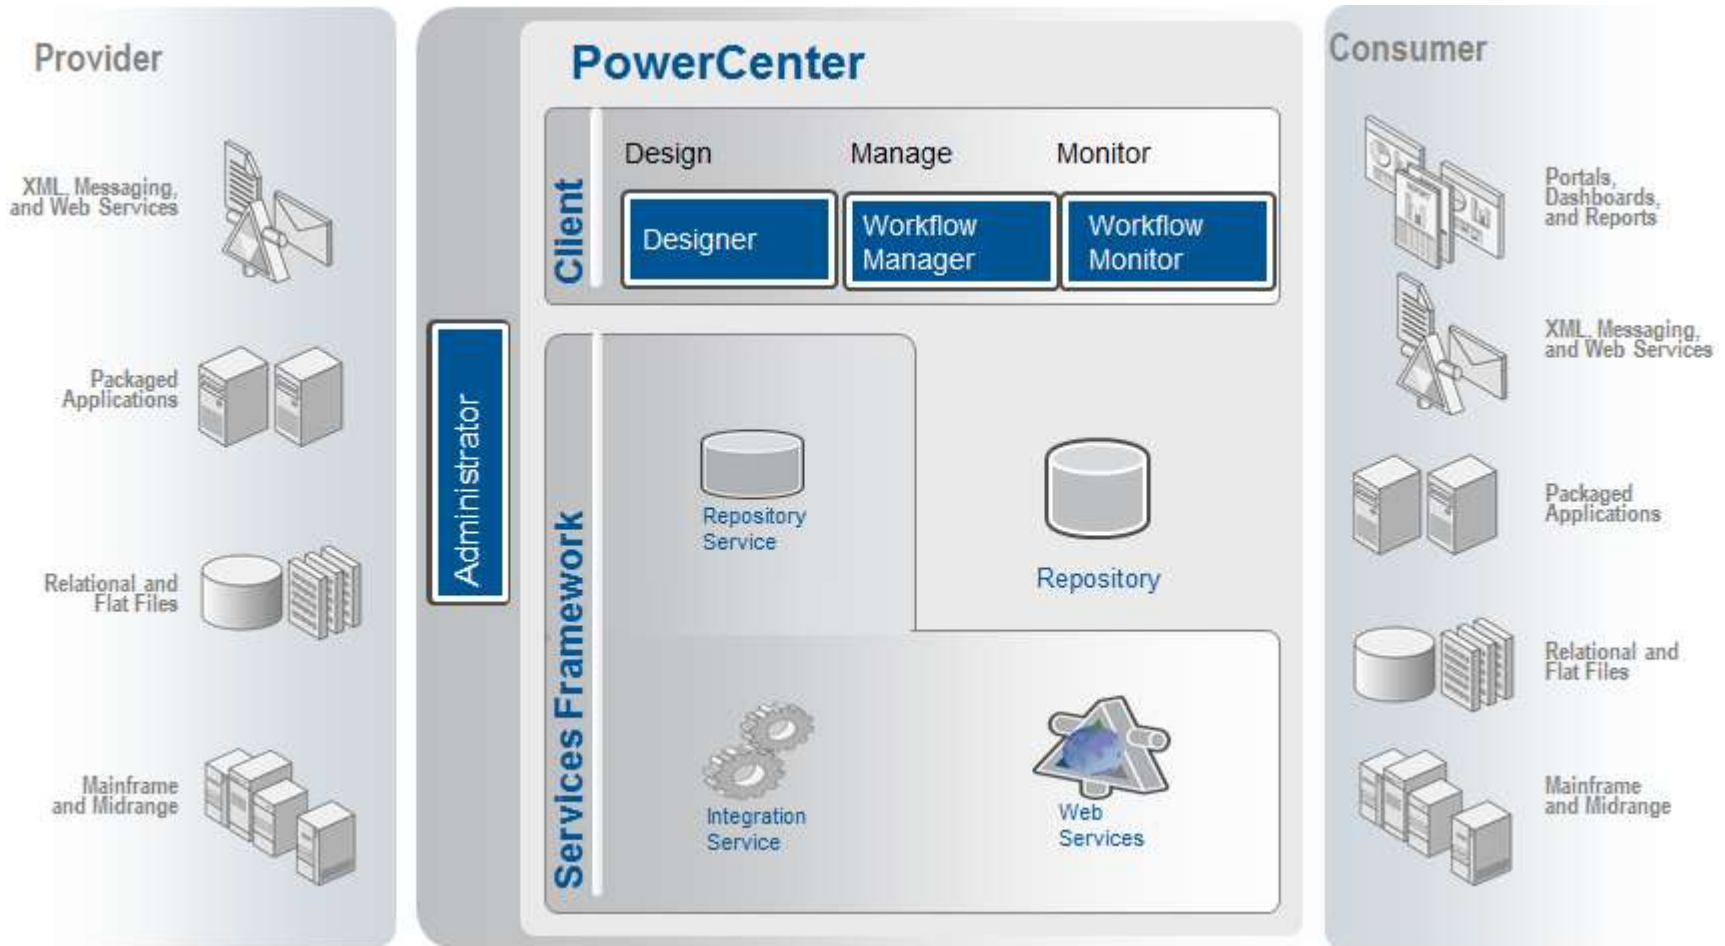 Provider
XML, Messaging,
and Web Services
Packaged
Applications
Relational and
Flat Files
Mainframe
and Midrange
Administrator
PowerCenter
Client
Design
Manage
Monitor
Designer
Workflow
Manager
Workflow
Monitor
Services Framework
Repository
Service
Repository
Integration
Service
Web
Services
Consumer
Portals,
Dashboards,
and Reports
XML, Messaging,
and Web Services
Packaged
Applications
Relational and
Flat Files
Mainframe
and Midrange